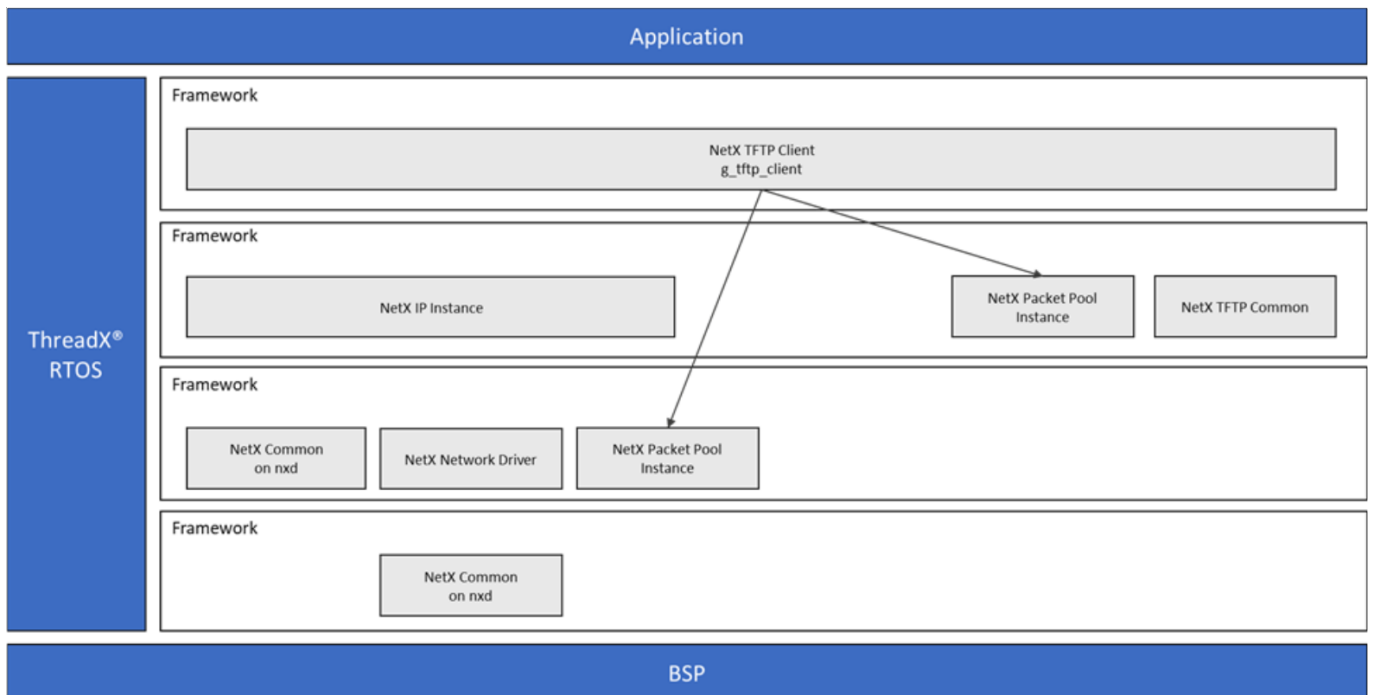 Application
ThreadX®
RTOS
Framework
NetX TFTP Client
g_tftp_client
Framework
NetX IP Instance
NetX Packet Pool
Instance
NetX TFTP Common
Framework
NetX Common
on nxd
NetX Network Driver
NetX Packet Pool
Instance
Framework
NetX Common
on nxd
BSP